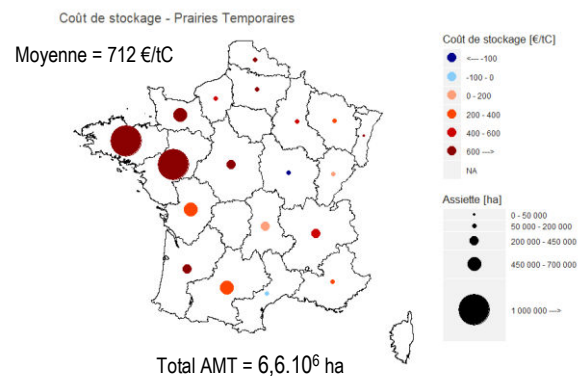 Coût de stockage - Prairies Temporaires
Moyenne = 712 €/tC
Coût de stockage [€/tC]
<--- -100
-100 - 0
0 - 200
200 - 400
400 - 600
600 --->
NA
Assiette [ha]
0 - 50 000
50 000 - 200 000
200 000 - 450 000
450 000 - 700 000
1 000 000 --->
Total AMT = 6,6.10⁶ ha